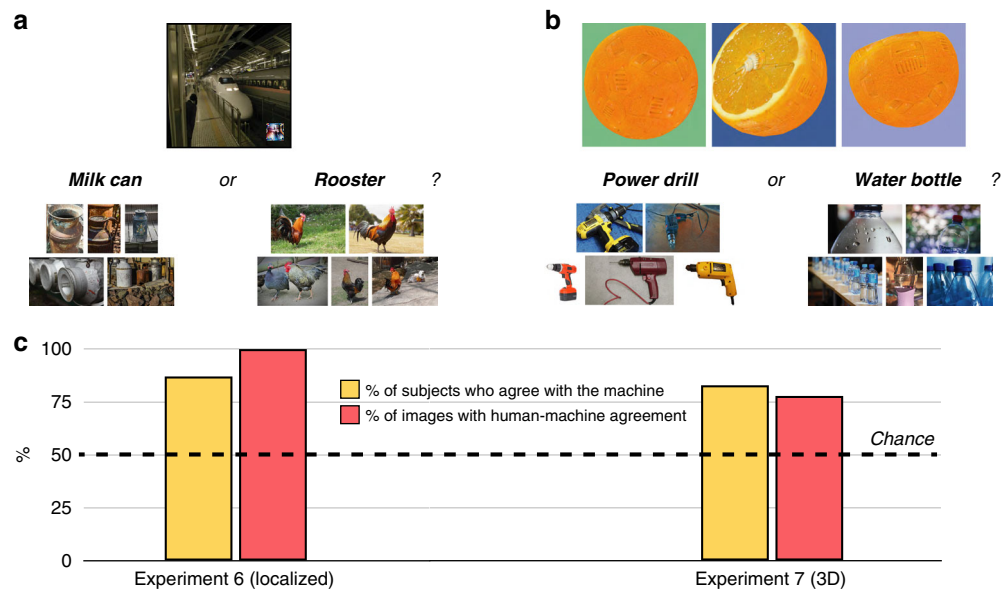 a
b
Milk can or Rooster ?
Power drill or Water bottle ?
c
100
75
50
25
0
%
% of subjects who agree with the machine
% of images with human-machine agreement
Chance
Experiment 6 (localized)
Experiment 7 (3D)